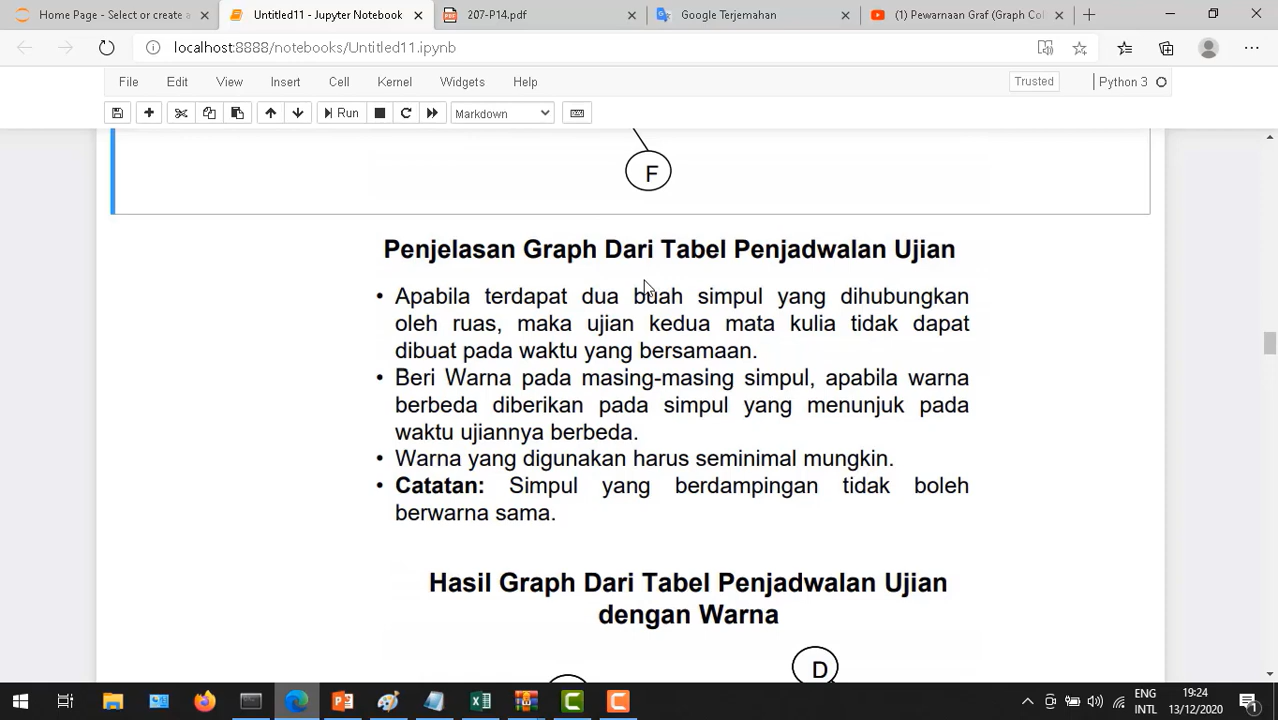 Home Page - Select or create a
Untitled11 - Jupyter Notebook
207-P14.pdf
Google Terjemahan
(1) Pewarnaan Graf (Graph Col
localhost:8888/notebooks/Untitled11.ipynb
File Edit View Insert Cell Kernel Widgets Help
Trusted
Python 3
Run
Markdown
F
Penjelasan Graph Dari Tabel Penjadwalan Ujian
• Apabila terdapat dua buah simpul yang dihubungkan
oleh ruas, maka ujian kedua mata kulia tidak dapat
dibuat pada waktu yang bersamaan.
• Beri Warna pada masing-masing simpul, apabila warna
berbeda diberikan pada simpul yang menunjuk pada
waktu ujiannya berbeda.
• Warna yang digunakan harus seminimal mungkin.
• Catatan: Simpul yang berdampingan tidak boleh
berwarna sama.
Hasil Graph Dari Tabel Penjadwalan Ujian
dengan Warna
D
ENG
INTL
19:24
13/12/2020